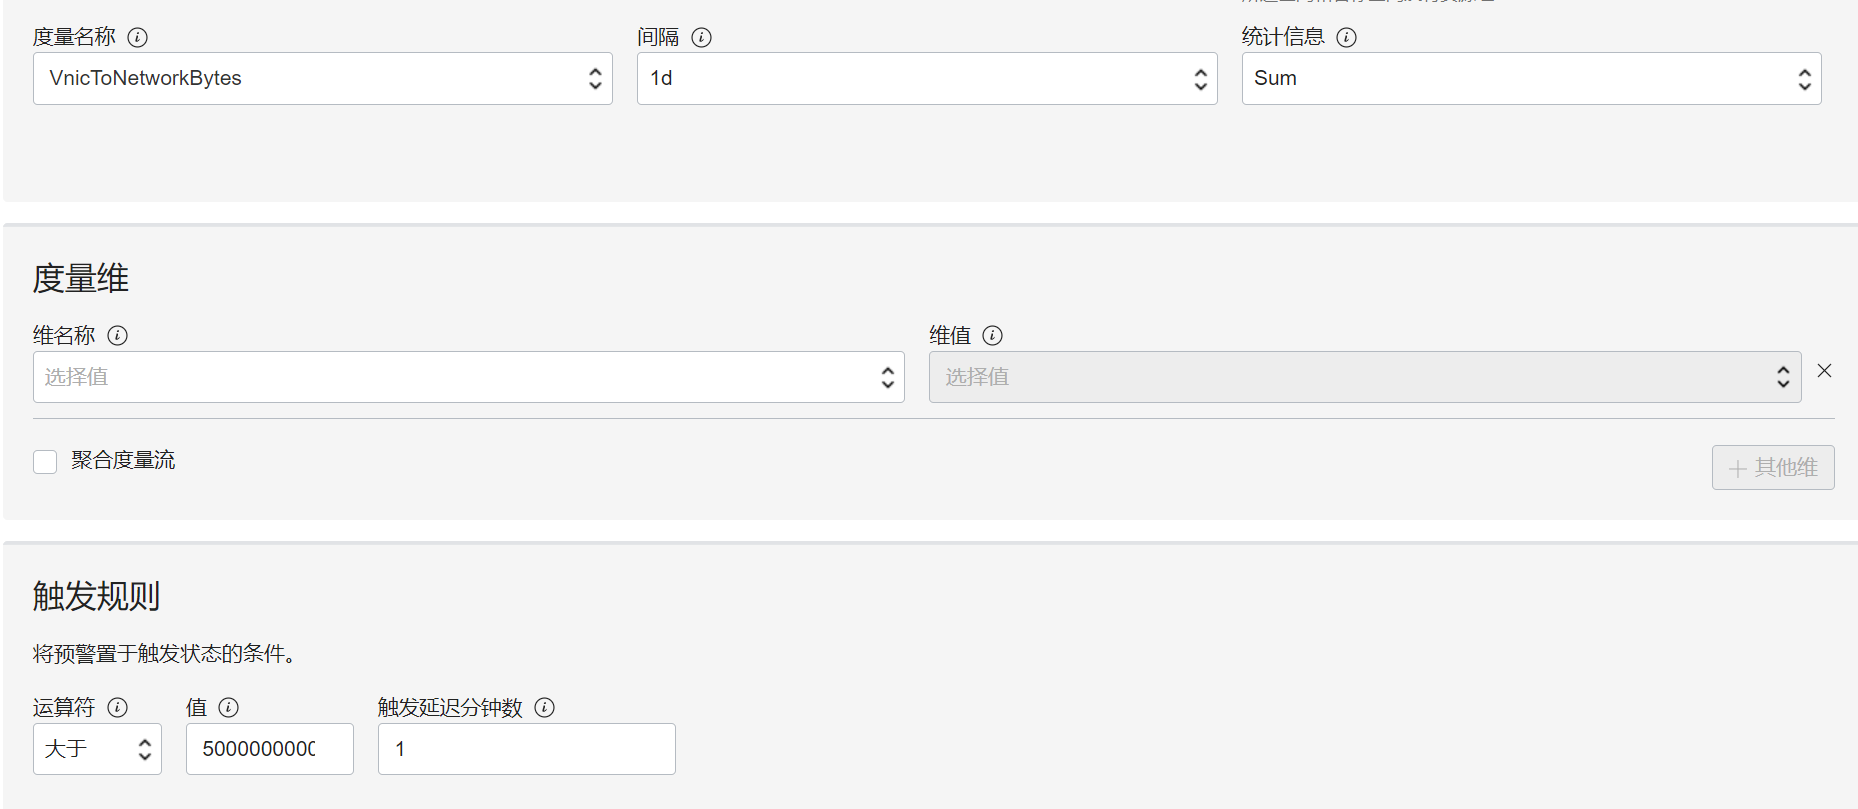 度量名称
间隔
统计信息
VnicToNetworkBytes
1d
Sum
度量维
维名称
维值
选择值
选择值
聚合度量流
其他维
触发规则
将预警置于触发状态的条件。
运算符
值
触发延迟分钟数
大于
500000000
1